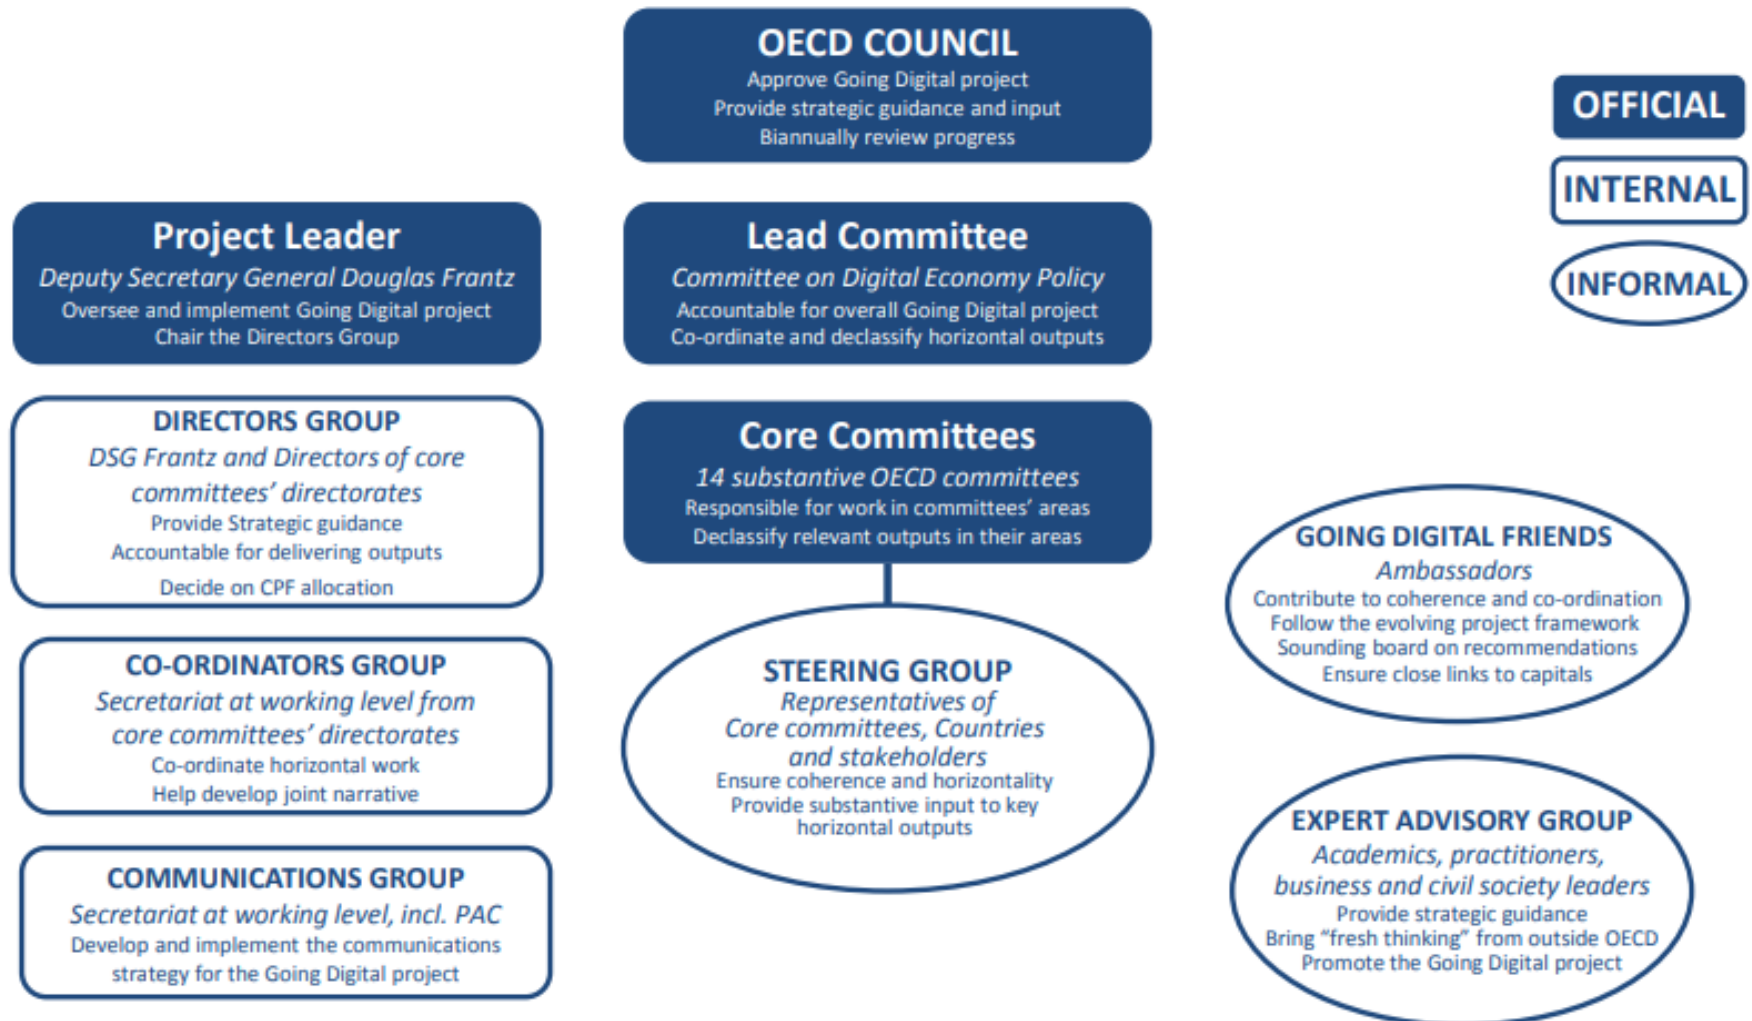 OECD COUNCIL
Approve Going Digital project
Provide strategic guidance and input
Biannually review progress
OFFICIAL
INTERNAL
INFORMAL
Project Leader
Deputy Secretary General Douglas Frantz
Oversee and implement Going Digital project
Chair the Directors Group
Lead Committee
Committee on Digital Economy Policy
Accountable for overall Going Digital project
Co-ordinate and declassify horizontal outputs
DIRECTORS GROUP
DSG Frantz and Directors of core
committees’ directorates
Provide Strategic guidance
Accountable for delivering outputs
Decide on CPF allocation
Core Committees
14 substantive OECD committees
Responsible for work in committees’ areas
Declassify relevant outputs in their areas
GOING DIGITAL FRIENDS
Ambassadors
Contribute to coherence and co-ordination
Follow the evolving project framework
Sounding board on recommendations
Ensure close links to capitals
CO-ORDINATORS GROUP
Secretariat at working level from
core committees’ directorates
Co-ordinate horizontal work
Help develop joint narrative
STEERING GROUP
Representatives of
Core committees, Countries
and stakeholders
Ensure coherence and horizontality
Provide substantive input to key
horizontal outputs
COMMUNICATIONS GROUP
Secretariat at working level, incl. PAC
Develop and implement the communications
strategy for the Going Digital project
EXPERT ADVISORY GROUP
Academics, practitioners,
business and civil society leaders
Provide strategic guidance
Bring “fresh thinking” from outside OECD
Promote the Going Digital project